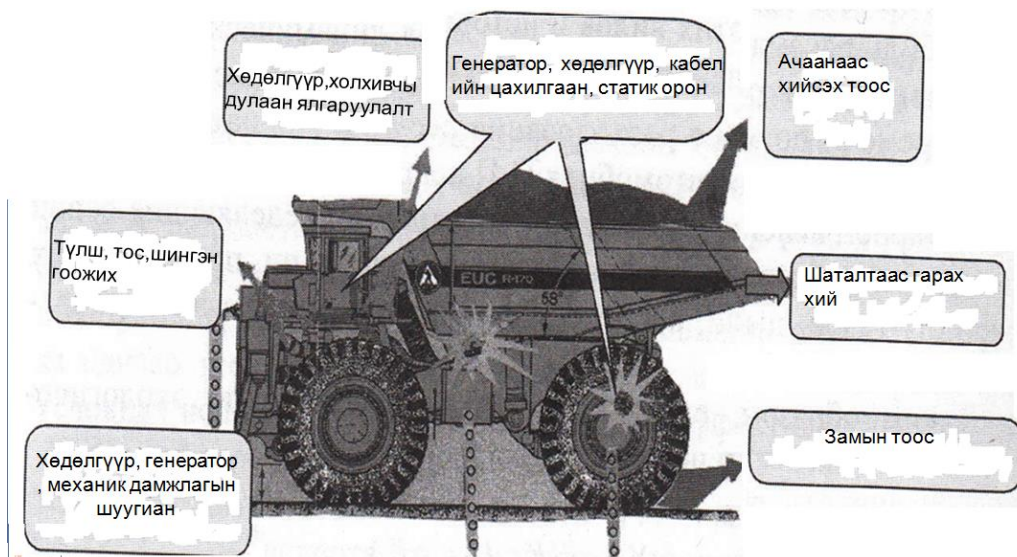 Хөдөлгүүр,холхивчы
дулаан ялгаруулалт
Генератор, хөдөлгүүр, кабел
ийн цахилгаан, статик орон
Ачаанаас
хийсэх тоос
Түлш, тос,шингэн
гоожих
EUC R-170
58°
Шаталтаас гарах
хий
Хөдөлгүүр, генератор
, механик дамжлагын
шуугиан
Замын тоос